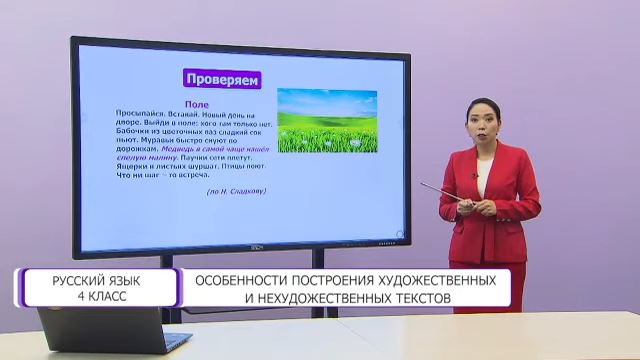 Проверяем
Поле
Просыпайся. Вставай. Новый день на
дворе. Выйди в поле: кого там только нет.
Бабочки из цветочных ваз сладкий сок
пьют. Муравьи быстро снуют по
дорожкам. Медведь в самой чаще нашёл
спелую малину. Паучки сети плетут.
Ящерки в листьях шуршат. Птицы поют.
Что ни шаг – то встреча.
(по Н. Сладкову)
РУССКИЙ ЯЗЫК
4 КЛАСС
ОСОБЕННОСТИ ПОСТРОЕНИЯ ХУДОЖЕСТВЕННЫХ
И НЕХУДОЖЕСТВЕННЫХ ТЕКСТОВ